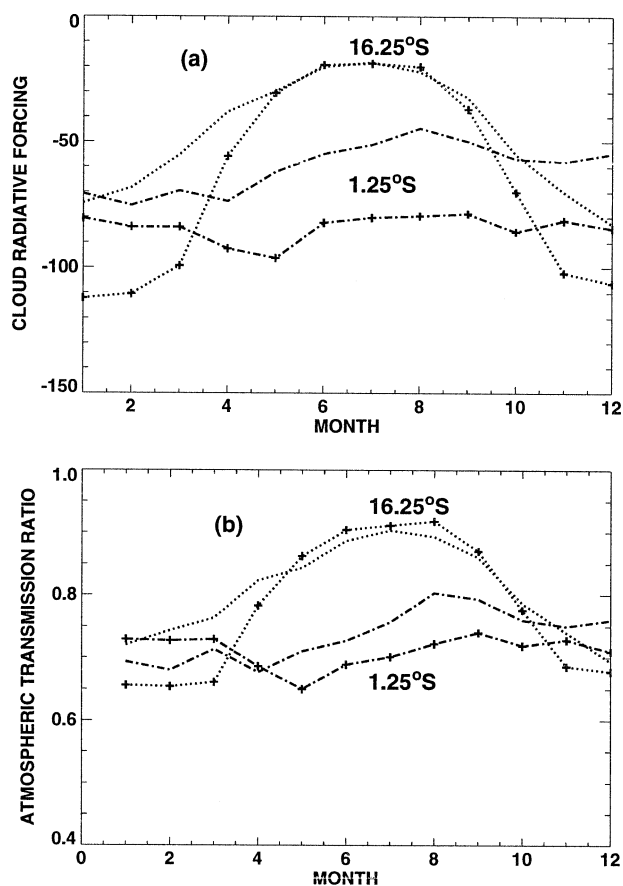 0
(a)
16.25°S
-50
1.25°S
-100
-150
2 4 6 8 10 12
MONTH
CLOUD RADIATIVE FORCING
1.0
(b)
16.25°S
0.8
1.25°S
0.6
0.4
0 2 4 6 8 10 12
MONTH
ATMOSPHERIC TRANSMISSION RATIO